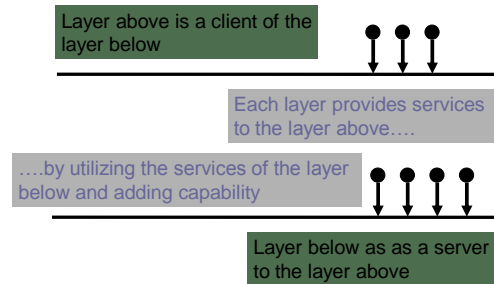 Layer above is a client of the
layer below
Each layer provides services
to the layer above….
….by utilizing the services of the layer
below and adding capability
Layer below as as a server
to the layer above